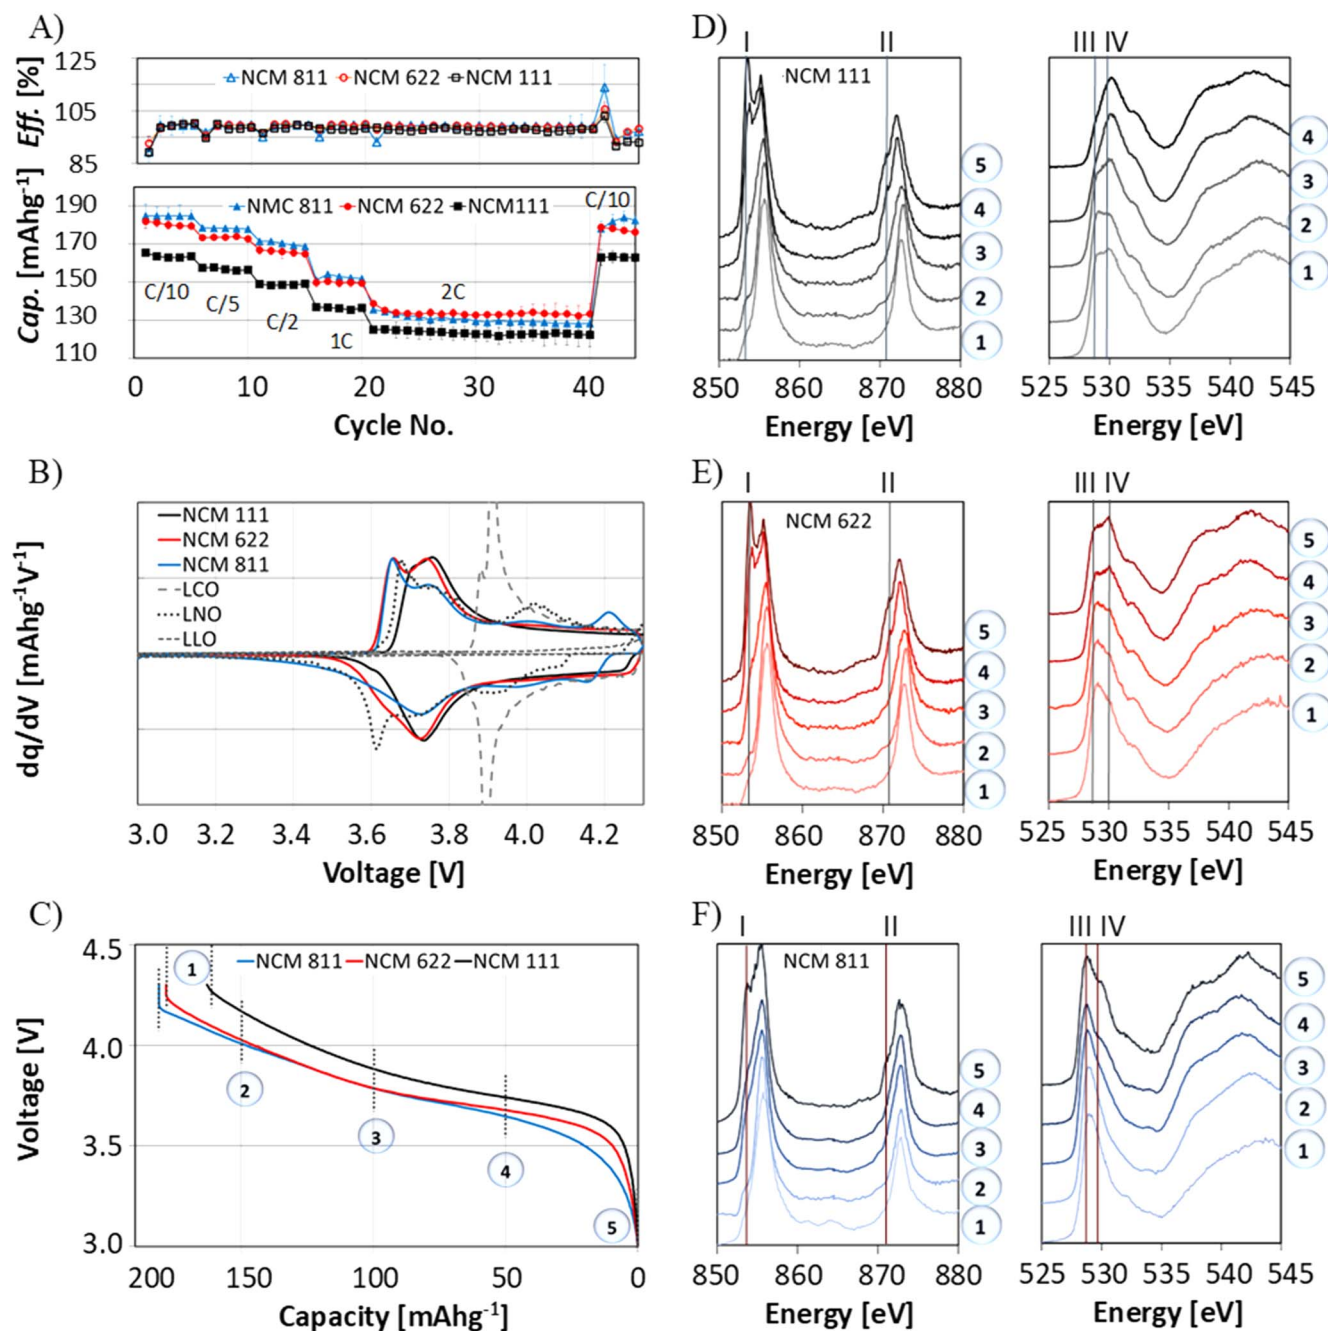 A)
Eff. [%]
125
105
85
NCM 811 NCM 622 NCM 111
Cap. [mAhg⁻¹]
190
170
150
130
110
NMC 811 NCM 622 NCM111
C/10
C/10
C/5
C/2
1C
2C
0 10 20 30 40
Cycle No.
B)
dq/dV [mAhg⁻¹V⁻¹]
NCM 111
NCM 622
NCM 811
LCO
LNO
LLO
3.0 3.2 3.4 3.6 3.8 4.0 4.2
Voltage [V]
C)
Voltage [V]
4.5
4.0
3.5
3.0
NCM 811 NCM 622 NCM 111
1
2
3
4
5
200 150 100 50 0
Capacity [mAhg⁻¹]
D)
I II
NCM 111
5
4
3
2
1
850 860 870 880
Energy [eV]
III IV
4
3
2
1
525 530 535 540 545
Energy [eV]
E)
I II
NCM 622
5
4
3
2
1
850 860 870 880
Energy [eV]
III IV
5
4
3
2
1
525 530 535 540 545
Energy [eV]
F)
I II
NCM 811
5
4
3
2
1
850 860 870 880
Energy [eV]
III IV
5
4
3
2
1
525 530 535 540 545
Energy [eV]